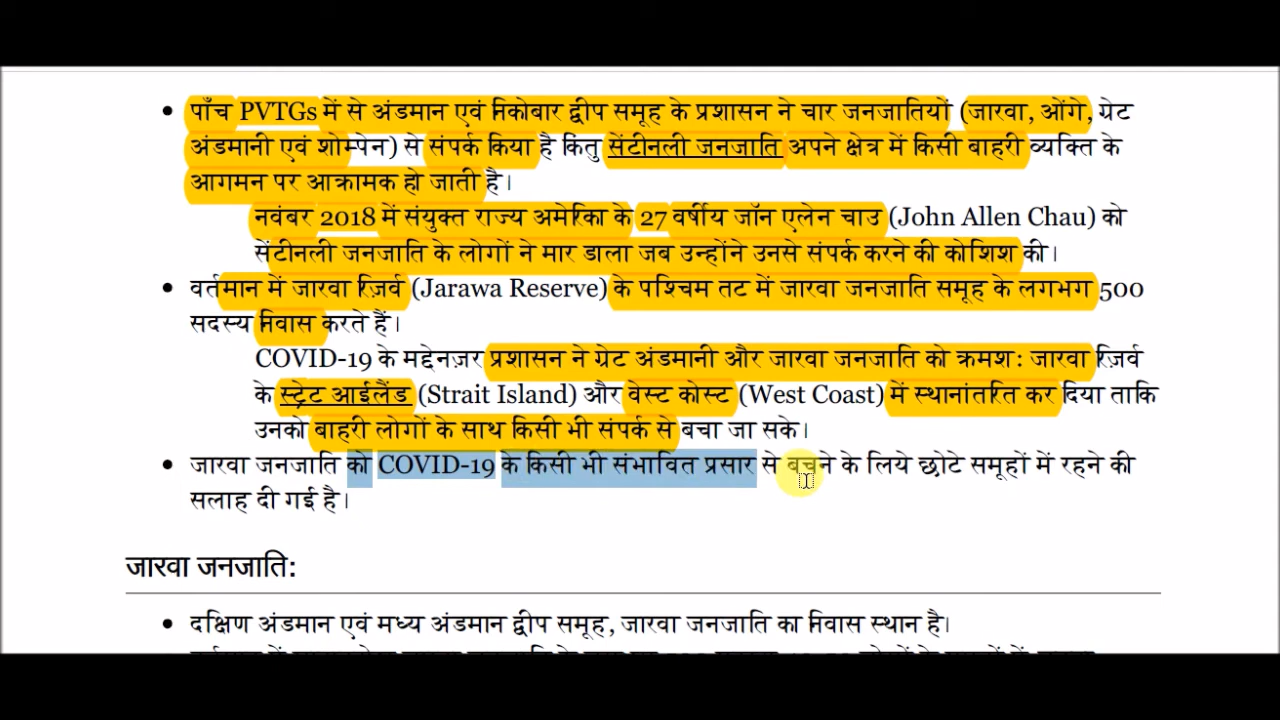 पाँच PVTGs में से अंडमान एवं निकोबार द्वीप समूह के प्रशासन ने चार जनजातियों (जारवा, ओंगे, ग्रेट
अंडमानी एवं शोम्पेन) से संपर्क किया है किंतु सेंटीनली जनजाति अपने क्षेत्र में किसी बाहरी व्यक्ति के
आगमन पर आक्रामक हो जाती है।
नवंबर 2018 में संयुक्त राज्य अमेरिका के 27 वर्षीय जॉन एलेन चाउ (John Allen Chau) को
सेंटीनली जनजाति के लोगों ने मार डाला जब उन्होंने उनसे संपर्क करने की कोशिश की।
वर्तमान में जारवा रिज़र्व (Jarawa Reserve) के पश्चिम तट में जारवा जनजाति समूह के लगभग 500
सदस्य निवास करते हैं।
COVID-19 के मद्देनज़र प्रशासन ने ग्रेट अंडमानी और जारवा जनजाति को क्रमशः जारवा रिज़र्व
के स्ट्रेट आईलैंड (Strait Island) और वेस्ट कोस्ट (West Coast) में स्थानांतरित कर दिया ताकि
उनको बाहरी लोगों के साथ किसी भी संपर्क से बचा जा सके।
जारवा जनजाति को COVID-19 के किसी भी संभावित प्रसार से बचने के लिये छोटे समूहों में रहने की
सलाह दी गई है।
जारवा जनजाति:
दक्षिण अंडमान एवं मध्य अंडमान द्वीप समूह, जारवा जनजाति का निवास स्थान है।